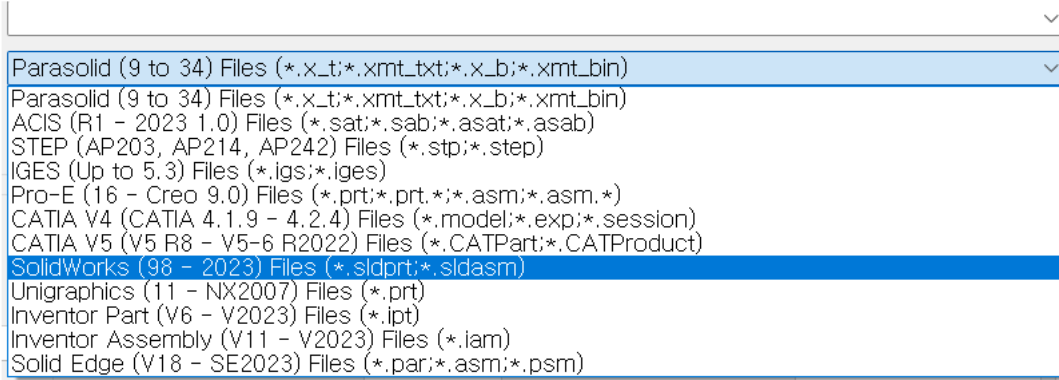 Parasolid (9 to 34) Files (*.x_t;*.xmt_txt;*.x_b;*.xmt_bin)
Parasolid (9 to 34) Files (*.x_t;*.xmt_txt;*.x_b;*.xmt_bin)
ACIS (R1 - 2023 1.0) Files (*.sat;*.sab;*.asat;*.asab)
STEP (AP203, AP214, AP242) Files (*.stp;*.step)
IGES (Up to 5.3) Files (*.igs;*.iges)
Pro-E (16 - Creo 9.0) Files (*.prt;*.prt.*;*.asm;*.asm.*)
CATIA V4 (CATIA 4.1.9 - 4.2.4) Files (*.model;*.exp;*.session)
CATIA V5 (V5 R8 - V5-6 R2022) Files (*.CATPart;*.CATProduct)
SolidWorks (98 - 2023) Files (*.sldprt;*.sldasm)
Unigraphics (11 - NX2007) Files (*.prt)
Inventor Part (V6 - V2023) Files (*.ipt)
Inventor Assembly (V11 - V2023) Files (*.iam)
Solid Edge (V18 - SE2023) Files (*.par;*.asm;*.psm)